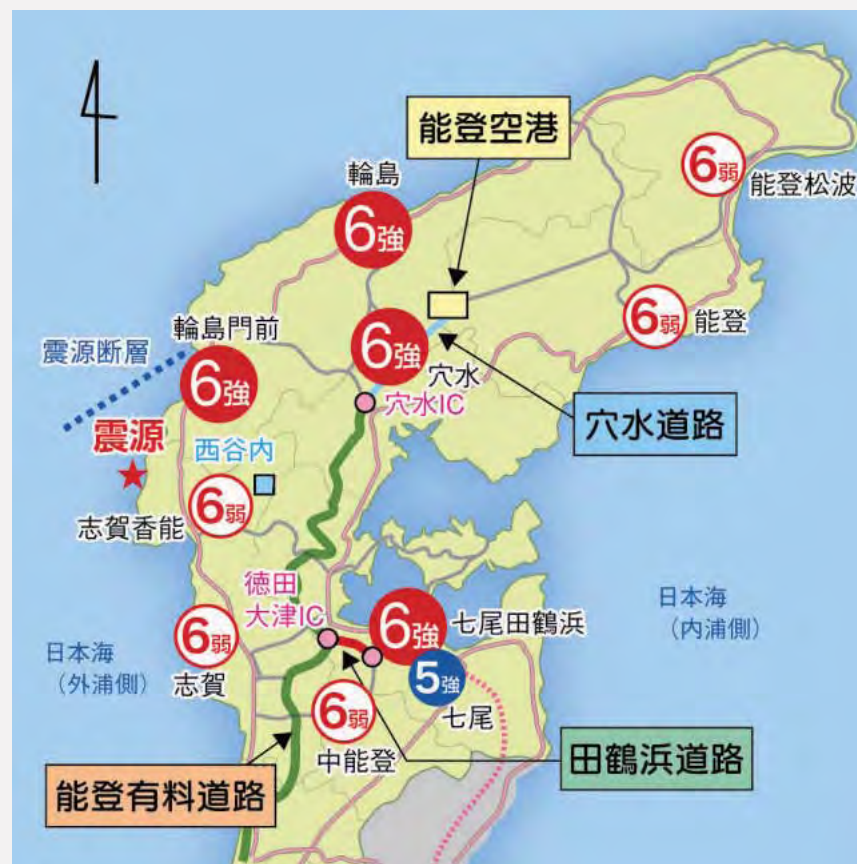 能登空港
輪島
6強
6弱
能登松波
輪島門前
6強
6強
穴水
穴水IC
6弱
能登
震源断層
穴水道路
震源
西谷内
6弱
志賀香能
徳田
大津IC
6強
七尾田鶴浜
日本海
（内浦側）
6弱
志賀
日本海
（外浦側）
5強
七尾
6弱
中能登
田鶴浜道路
能登有料道路